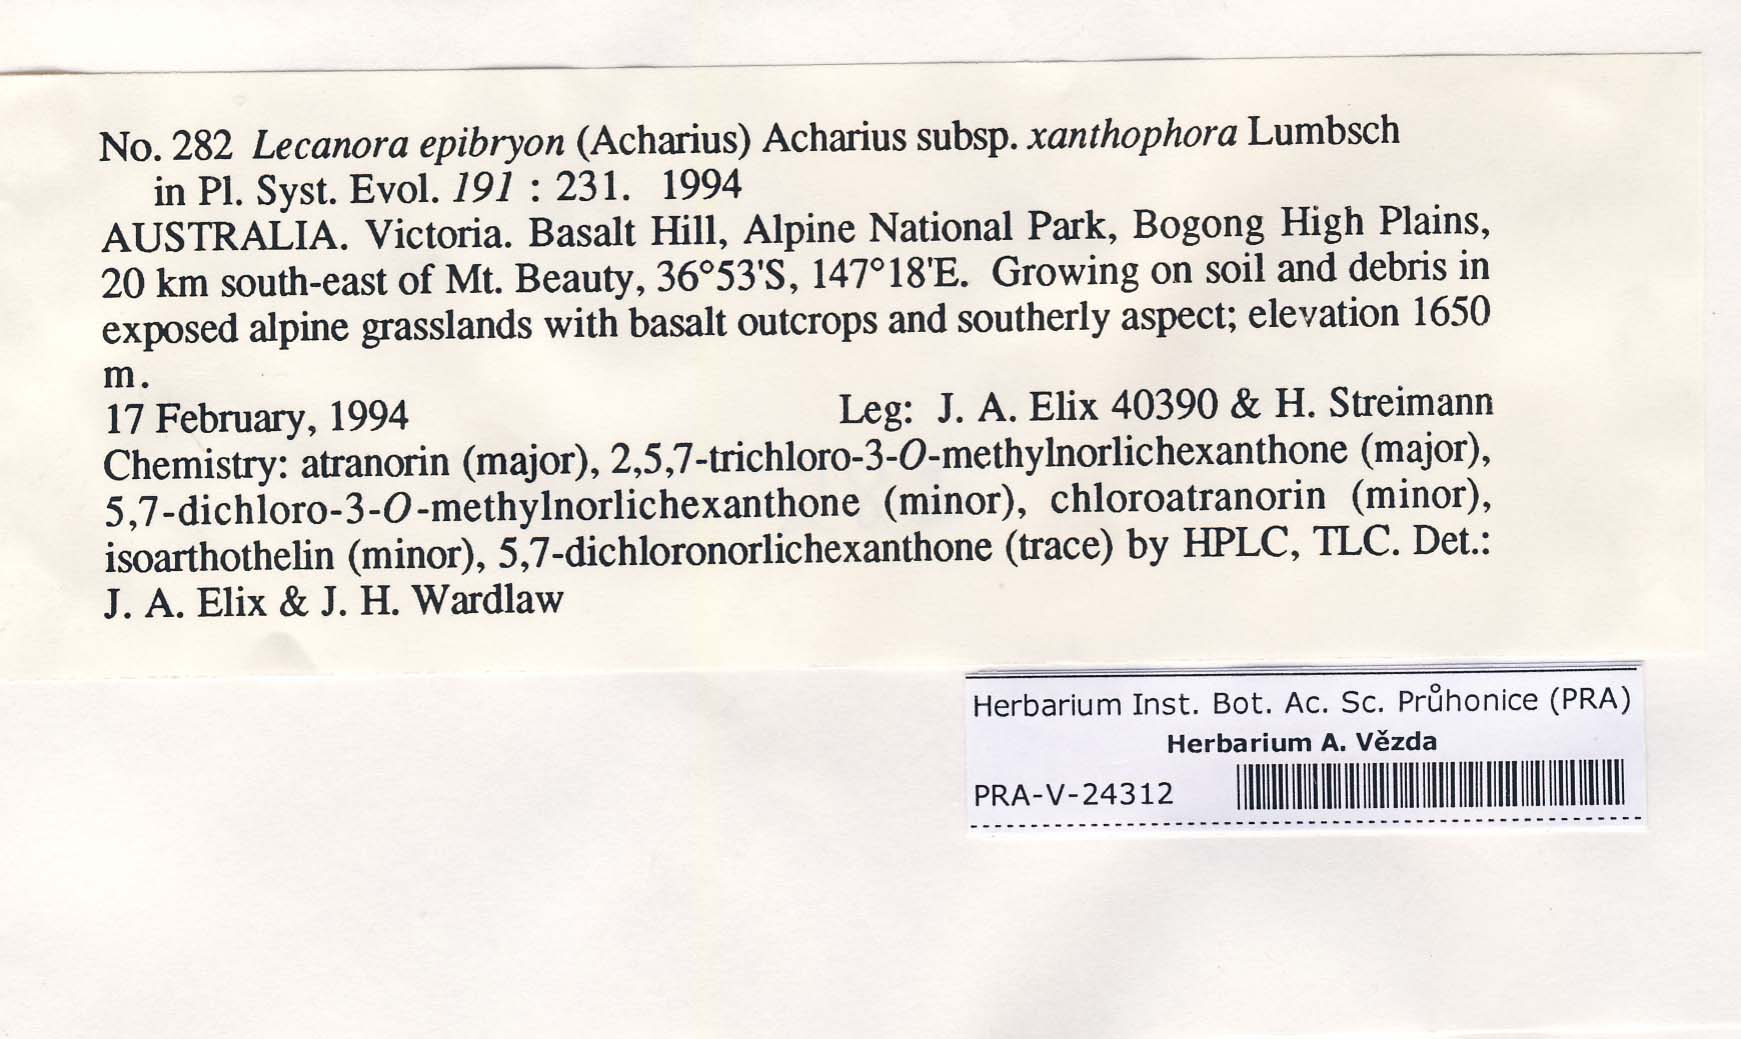 No. 282 Lecanora epibryon (Acharius) Acharius subsp. xanthophora Lumbsch
in Pl. Syst. Evol. 191 : 231. 1994
AUSTRALIA. Victoria. Basalt Hill, Alpine National Park, Bogong High Plains,
20 km south-east of Mt. Beauty, 36°53'S, 147°18'E. Growing on soil and debris in
exposed alpine grasslands with basalt outcrops and southerly aspect; elevation 1650
m.
17 February, 1994 Leg: J. A. Elix 40390 & H. Streimann
Chemistry: atranorin (major), 2,5,7-trichloro-3-O-methylnorlichexanthone (major),
5,7-dichloro-3-O-methylnorlichexanthone (minor), chloroatranorin (minor),
isoarthothelin (minor), 5,7-dichloronorlichexanthone (trace) by HPLC, TLC. Det.:
J. A. Elix & J. H. Wardlaw
Herbarium Inst. Bot. Ac. Sc. Průhonice (PRA)
Herbarium A. Vězda
PRA-V-24312